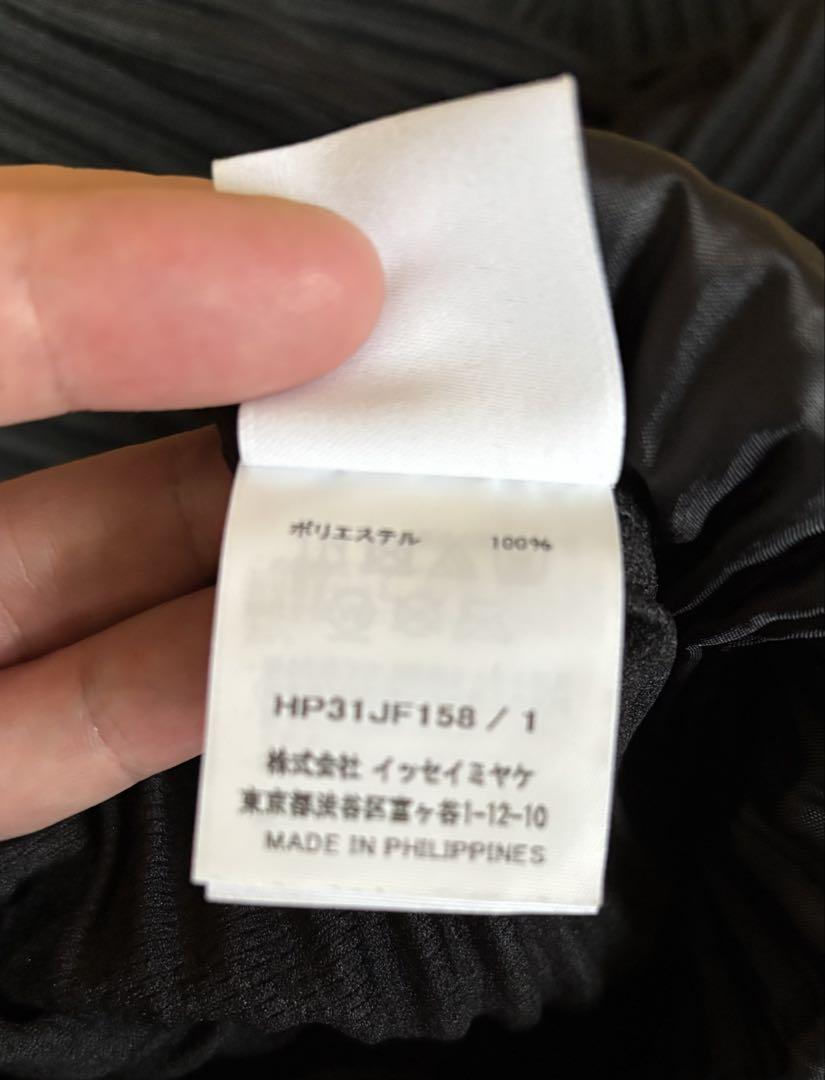 ポリエステル 100%
HP31JF158 / 1
株式会社 イッセイミヤケ
東京都渋谷区富ヶ谷1-12-10
MADE IN PHILIPPINES